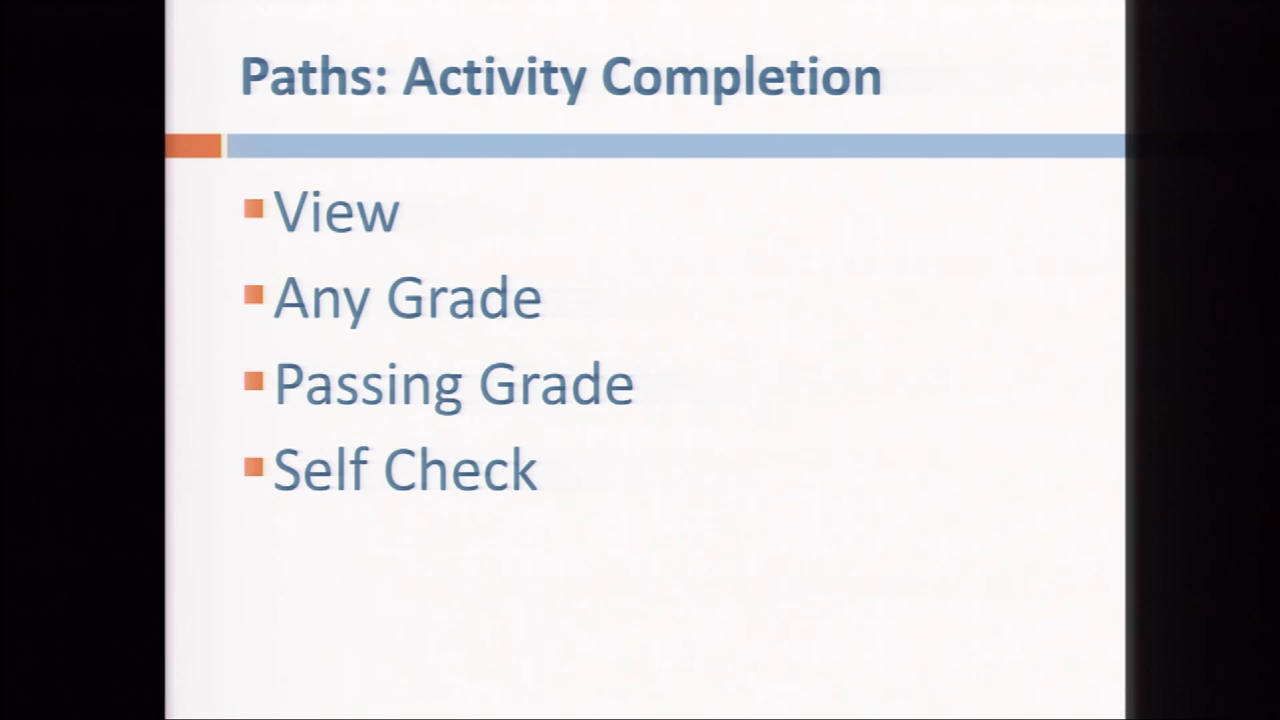 Paths: Activity Completion
View
Any Grade
Passing Grade
Self Check